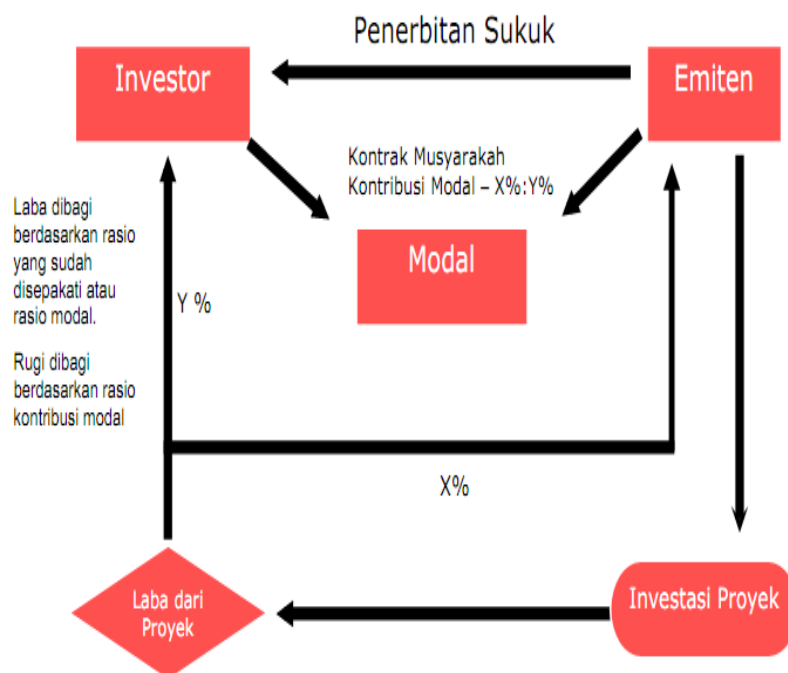 Penerbitan Sukuk
Investor
Emiten
Kontrak Musyarakah
Kontribusi Modal – X%:Y%
Modal
Laba dibagi
berdasarkan rasio
yang sudah
disepakati atau
rasio modal.
Y %
Rugi dibagi
berdasarkan rasio
kontribusi modal
X%
Laba dari
Proyek
Investasi Proyek